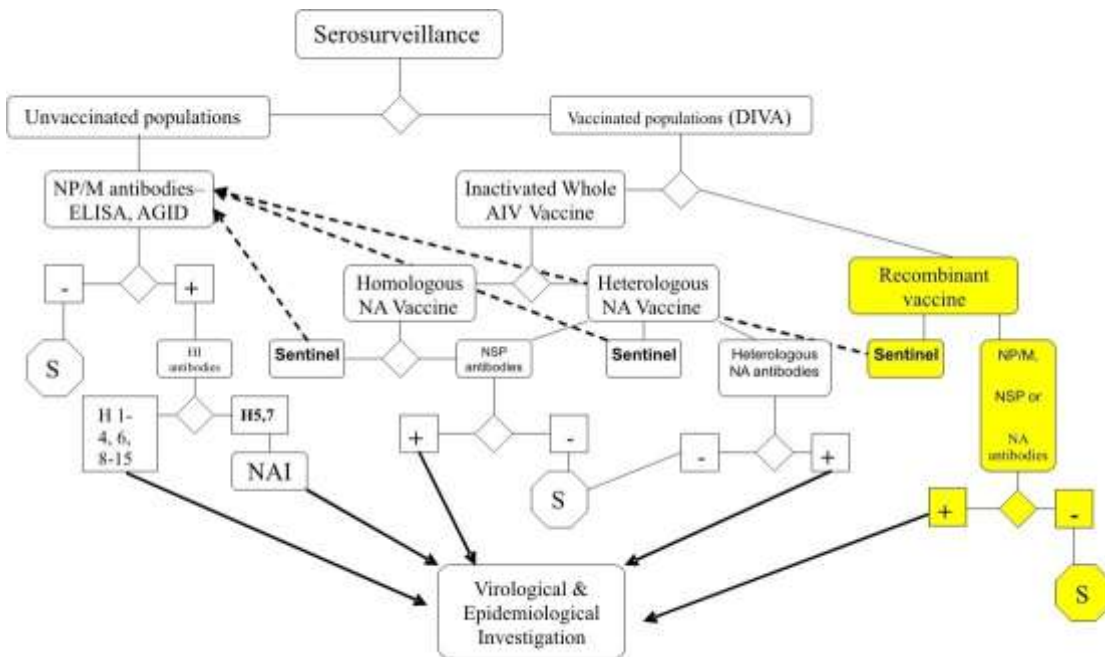 Serosurveillance
Unvaccinated populations
Vaccinated populations (DIVA)
NP/M antibodies–
ELISA, AGID
Inactivated Whole
AIV Vaccine
Recombinant
vaccine
Homologous
NA Vaccine
Heterologous
NA Vaccine
-
+
S
HI
antibodies
Sentinel
NSP
antibodies
Sentinel
Heterologous
NA antibodies
Sentinel
NP/M,
NSP or
NA
antibodies
H 1-
4, 6,
8-15
H5,7
NAI
+
-
S
-
+
+
-
S
Virological &
Epidemiological
Investigation